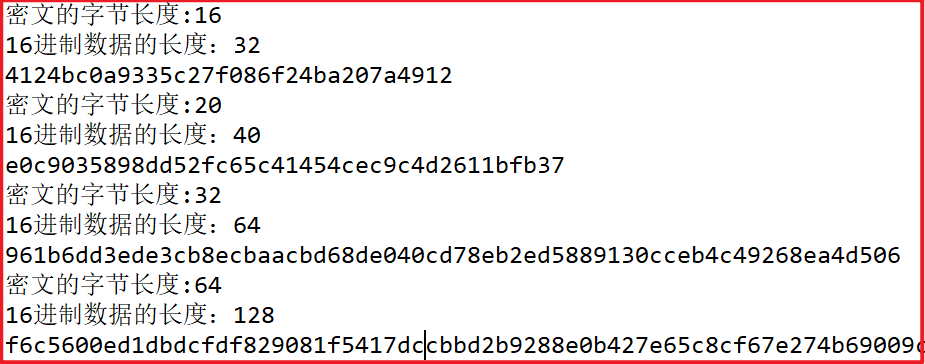 密文的字节长度:16
16进制数据的长度：32
4124bc0a9335c27f086f24ba207a4912
密文的字节长度:20
16进制数据的长度：40
e0c9035898dd52fc65c41454cec9c4d2611bfb37
密文的字节长度:32
16进制数据的长度：64
961b6dd3ede3cb8ecbaacbd68de040cd78eb2ed5889130cceb4c49268ea4d506
密文的字节长度:64
16进制数据的长度：128
f6c5600ed1dbdcfdf829081f5417dccbbd2b9288e0b427e65c8cf67e274b69009c